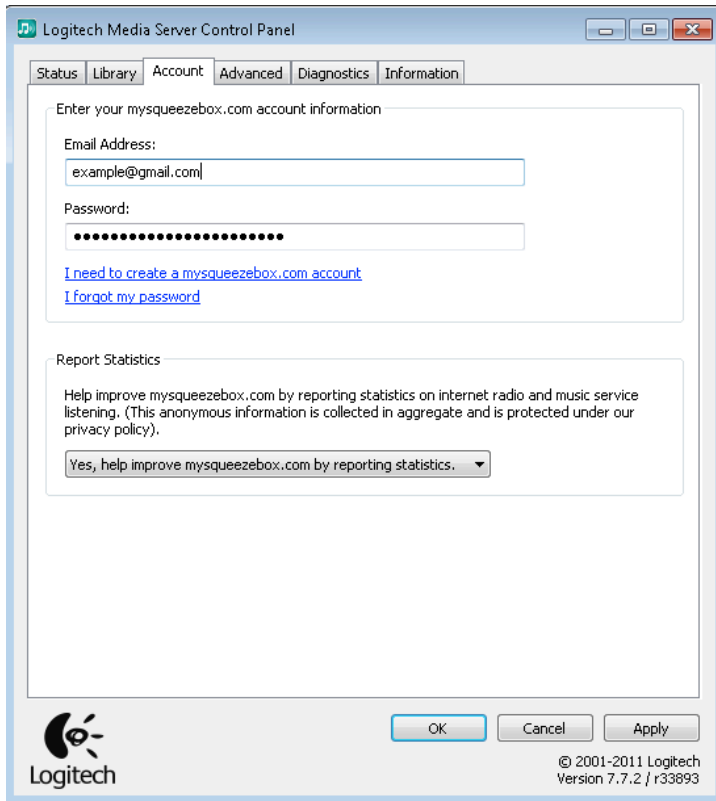 Logitech Media Server Control Panel
Status Library Account Advanced Diagnostics Information
Enter your mysqueezebox.com account information
Email Address:
example@gmail.com
Password:
●●●●●●●●●●●●●●●●●●●●●●●
I need to create a mysqueezebox.com account
I forgot my password
Report Statistics
Help improve mysqueezebox.com by reporting statistics on internet radio and music service
listening. (This anonymous information is collected in aggregate and is protected under our
privacy policy).
Yes, help improve mysqueezebox.com by reporting statistics.
OK Cancel Apply
Logitech
© 2001-2011 Logitech
Version 7.7.2 / r33893